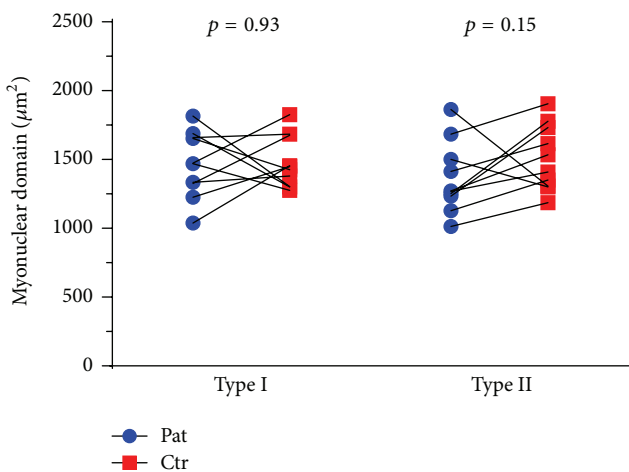 p = 0.93
p = 0.15
Myonuclear domain (μm²)
2500
2000
1500
1000
500
0
Type I
Type II
Pat
Ctr